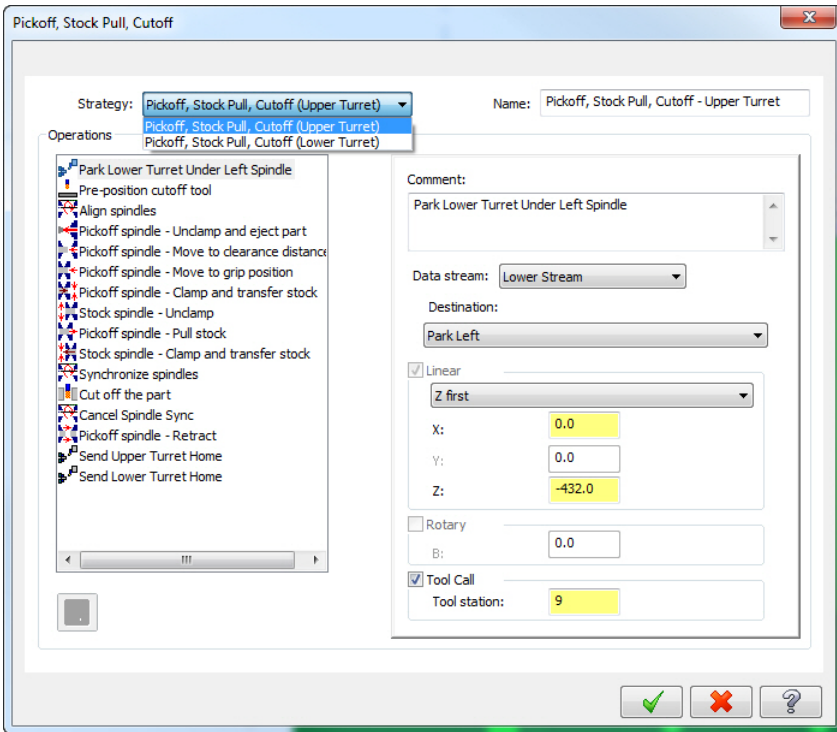 Pickoff, Stock Pull, Cutoff
Strategy: Pickoff, Stock Pull, Cutoff (Upper Turret) Name: Pickoff, Stock Pull, Cutoff - Upper Turret
Pickoff, Stock Pull, Cutoff (Upper Turret)
Pickoff, Stock Pull, Cutoff (Lower Turret)
Operations
Park Lower Turret Under Left Spindle
Pre-position cutoff tool
Align spindles
Pickoff spindle - Unclamp and eject part
Pickoff spindle - Move to clearance distance
Pickoff spindle - Move to grip position
Pickoff spindle - Clamp and transfer stock
Stock spindle - Unclamp
Pickoff spindle - Pull stock
Stock spindle - Clamp and transfer stock
Synchronize spindles
Cut off the part
Cancel Spindle Sync
Pickoff spindle - Retract
Send Upper Turret Home
Send Lower Turret Home
Comment:
Park Lower Turret Under Left Spindle
Data stream: Lower Stream
Destination:
Park Left
Linear
Z first
X: 0.0
Y: 0.0
Z: -432.0
Rotary
B: 0.0
Tool Call
Tool station: 9